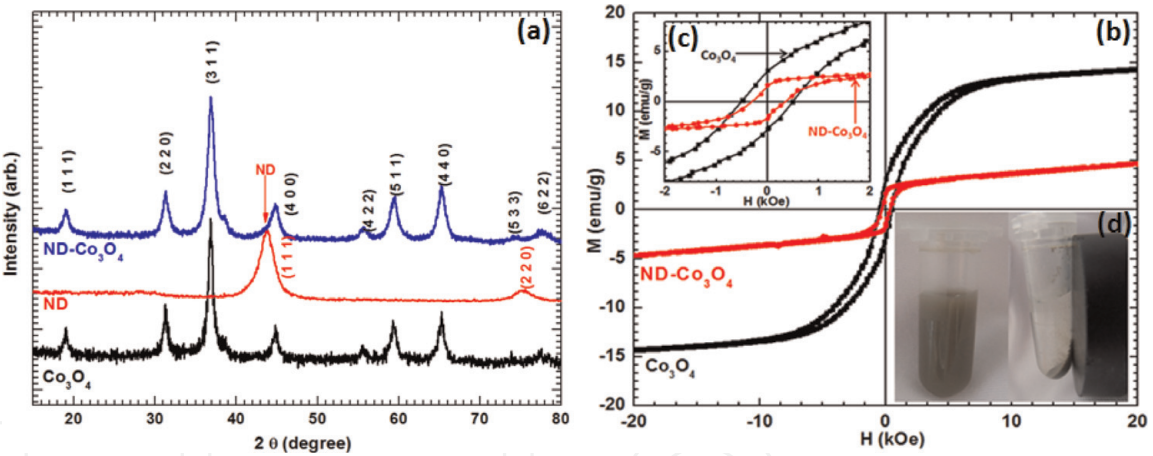 (a)
Intensity (arb.)
(1 1 1)
(2 2 0)
(3 1 1)
ND
(4 0 0)
(4 2 2)
(5 1 1)
(4 4 0)
(5 3 3)
(6 2 2)
ND-Co₃O₄
(1 1 1)
(2 2 0)
ND
Co₃O₄
20 30 40 50 60 70 80
2 θ (degree)
(b)
M (emu/g)
20
15
10
5
0
-5
-10
-15
-20
-20 -10 0 10 20
H (kOe)
ND-Co₃O₄
Co₃O₄
(c)
Co₃O₄
ND-Co₃O₄
M (emu/g)
5
0
-5
-2 -1 0 1 2
H (kOe)
(d)